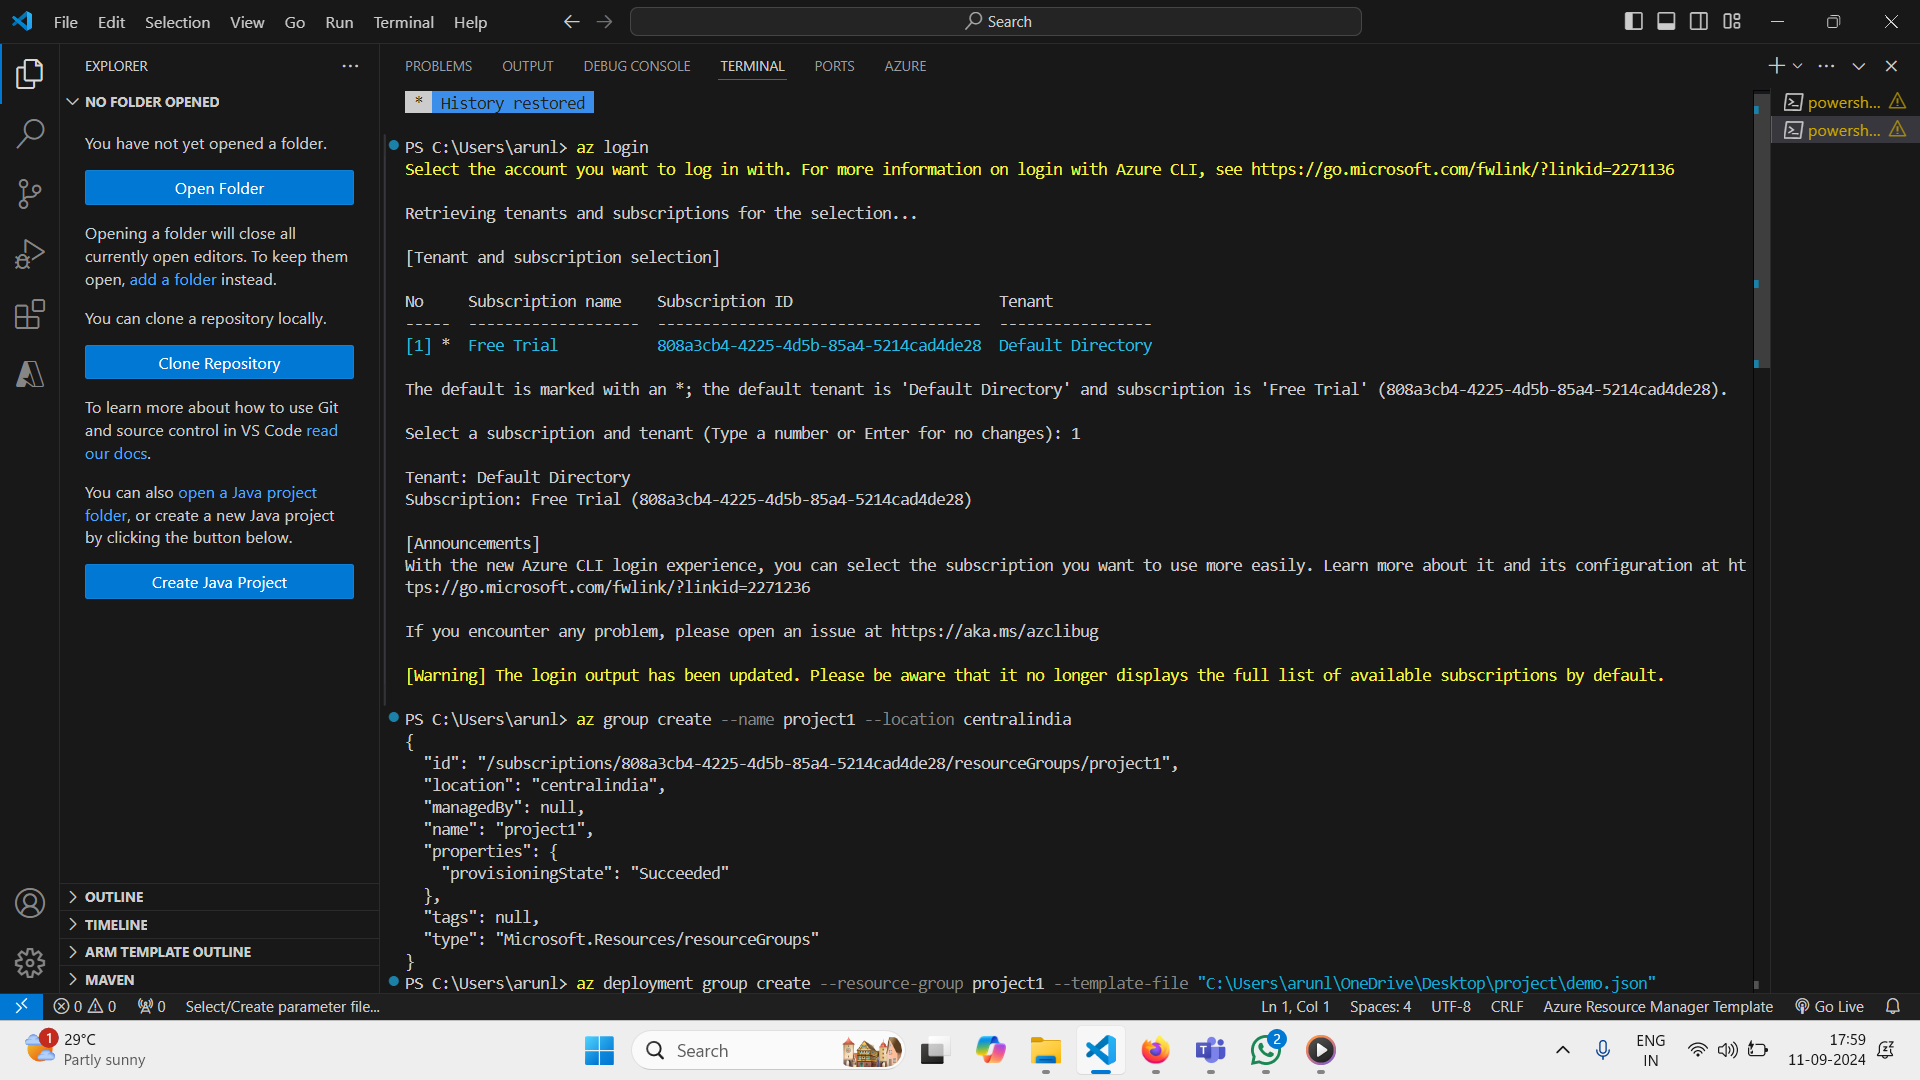 File Edit Selection View Go Run Terminal Help
Search
EXPLORER
NO FOLDER OPENED
You have not yet opened a folder.
Open Folder
Opening a folder will close all
currently open editors. To keep them
open, add a folder instead.
You can clone a repository locally.
Clone Repository
To learn more about how to use Git
and source control in VS Code read
our docs.
You can also open a Java project
folder, or create a new Java project
by clicking the button below.
Create Java Project
OUTLINE
TIMELINE
ARM TEMPLATE OUTLINE
MAVEN
PROBLEMS OUTPUT DEBUG CONSOLE TERMINAL PORTS AZURE
* History restored
PS C:\Users\arunl> az login
Select the account you want to log in with. For more information on login with Azure CLI, see https://go.microsoft.com/fwlink/?linkid=2271136
Retrieving tenants and subscriptions for the selection...
[Tenant and subscription selection]
No Subscription name Subscription ID Tenant
----- ------------------- ------------------------------------ -----------------
[1] * Free Trial 808a3cb4-4225-4d5b-85a4-5214cad4de28 Default Directory
The default is marked with an *; the default tenant is 'Default Directory' and subscription is 'Free Trial' (808a3cb4-4225-4d5b-85a4-5214cad4de28).
Select a subscription and tenant (Type a number or Enter for no changes): 1
Tenant: Default Directory
Subscription: Free Trial (808a3cb4-4225-4d5b-85a4-5214cad4de28)
[Announcements]
With the new Azure CLI login experience, you can select the subscription you want to use more easily. Learn more about it and its configuration at ht
tps://go.microsoft.com/fwlink/?linkid=2271236
If you encounter any problem, please open an issue at https://aka.ms/azclibug
[Warning] The login output has been updated. Please be aware that it no longer displays the full list of available subscriptions by default.
PS C:\Users\arunl> az group create --name project1 --location centralindia
{
"id": "/subscriptions/808a3cb4-4225-4d5b-85a4-5214cad4de28/resourceGroups/project1",
"location": "centralindia",
"managedBy": null,
"name": "project1",
"properties": {
"provisioningState": "Succeeded"
},
"tags": null,
"type": "Microsoft.Resources/resourceGroups"
}
PS C:\Users\arunl> az deployment group create --resource-group project1 --template-file "C:\Users\arunl\OneDrive\Desktop\project\demo.json"
powersh...
powersh...
0 0 0 Select/Create parameter file... Ln 1, Col 1 Spaces: 4 UTF-8 CRLF Azure Resource Manager Template Go Live
1
29°C
Partly sunny
Search
2
ENG
IN
17:59
11-09-2024